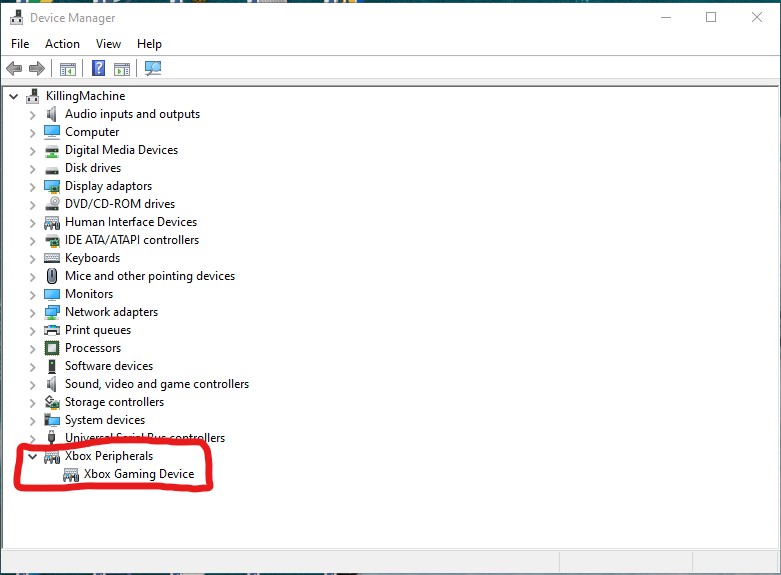 Device Manager
File Action View Help
KillingMachine
Audio inputs and outputs
Computer
Digital Media Devices
Disk drives
Display adaptors
DVD/CD-ROM drives
Human Interface Devices
IDE ATA/ATAPI controllers
Keyboards
Mice and other pointing devices
Monitors
Network adapters
Print queues
Processors
Software devices
Sound, video and game controllers
Storage controllers
System devices
Universal Serial Bus controllers
Xbox Peripherals
Xbox Gaming Device